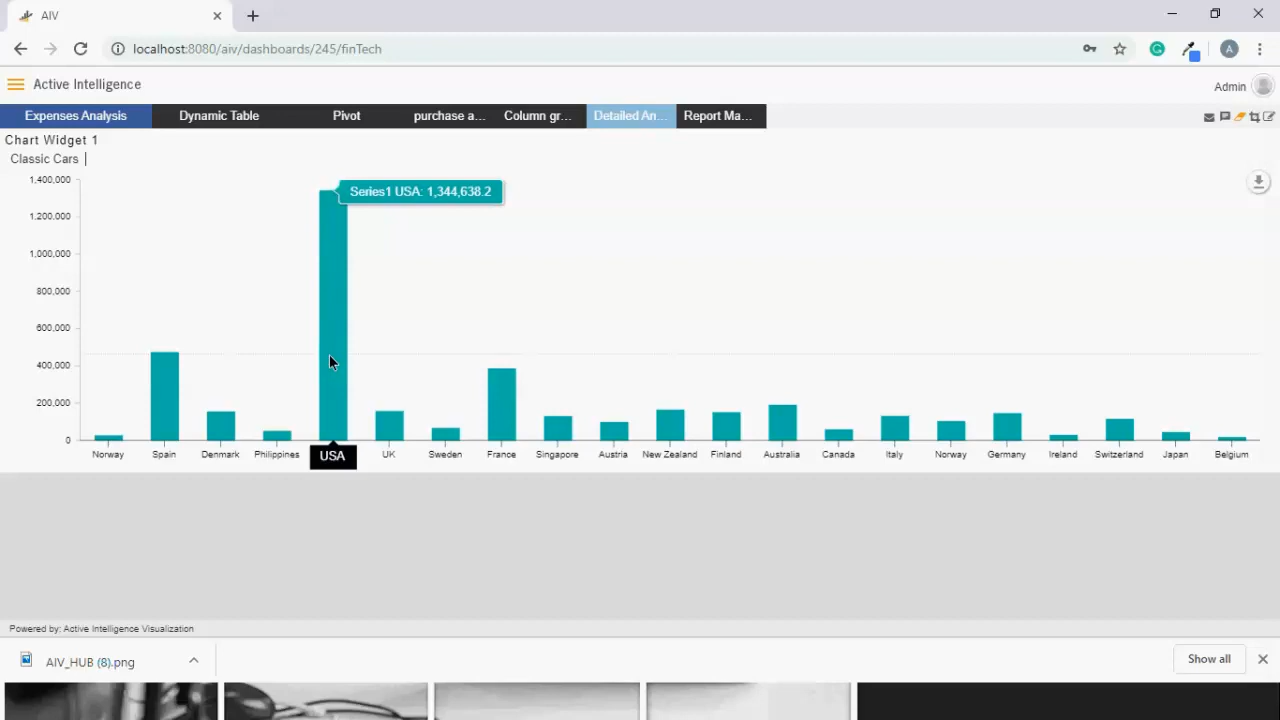 AIV
localhost:8080/aiv/dashboards/245/finTech
A
Active Intelligence
Admin
Expenses Analysis Dynamic Table Pivot purchase a... Column gr... Detailed An... Report Ma...
Chart Widget 1
Classic Cars
1,400,000
Series1 USA: 1,344,638.2
1,200,000
1,000,000
800,000
600,000
400,000
200,000
0
Norway Spain Denmark Philippines USA UK Sweden France Singapore Austria New Zealand Finland Australia Canada Italy Norway Germany Ireland Switzerland Japan Belgium
Powered by: Active Intelligence Visualization
AIV_HUB (8).png
Show all